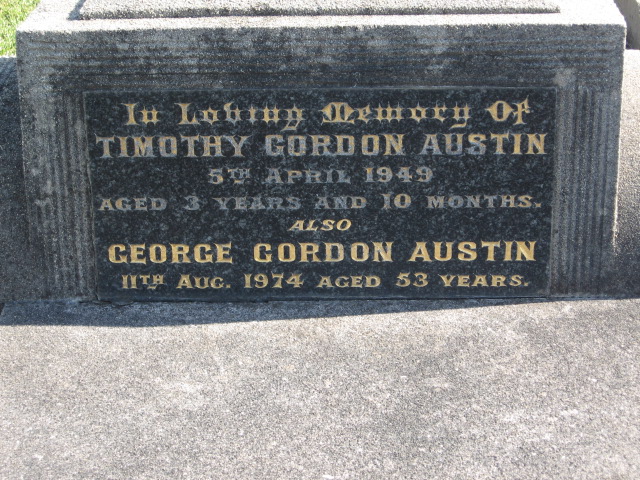 In Loving Memory Of
TIMOTHY GORDON AUSTIN
5TH APRIL 1949
AGED 3 YEARS AND 10 MONTHS.
ALSO
GEORGE GORDON AUSTIN
11TH AUG. 1974 AGED 53 YEARS.